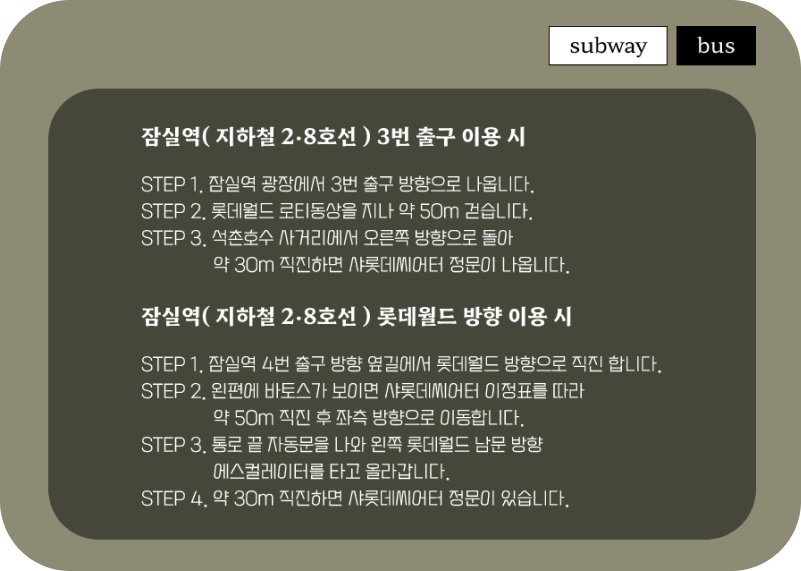 subway bus
잠실역( 지하철 2·8호선 ) 3번 출구 이용 시
STEP 1. 잠실역 광장에서 3번 출구 방향으로 나옵니다.
STEP 2. 롯데월드 로티동상을 지나 약 50m 걷습니다.
STEP 3. 석촌호수 사거리에서 오른쪽 방향으로 돌아
약 30m 직진하면 샤롯데씨어터 정문이 나옵니다.
잠실역( 지하철 2·8호선 ) 롯데월드 방향 이용 시
STEP 1. 잠실역 4번 출구 방향 옆길에서 롯데월드 방향으로 직진 합니다.
STEP 2. 왼편에 바토스가 보이면 샤롯데씨어터 이정표를 따라
약 50m 직진 후 좌측 방향으로 이동합니다.
STEP 3. 통로 끝 자동문을 나와 왼쪽 롯데월드 남문 방향
에스컬레이터를 타고 올라갑니다.
STEP 4. 약 30m 직진하면 샤롯데씨어터 정문이 있습니다.